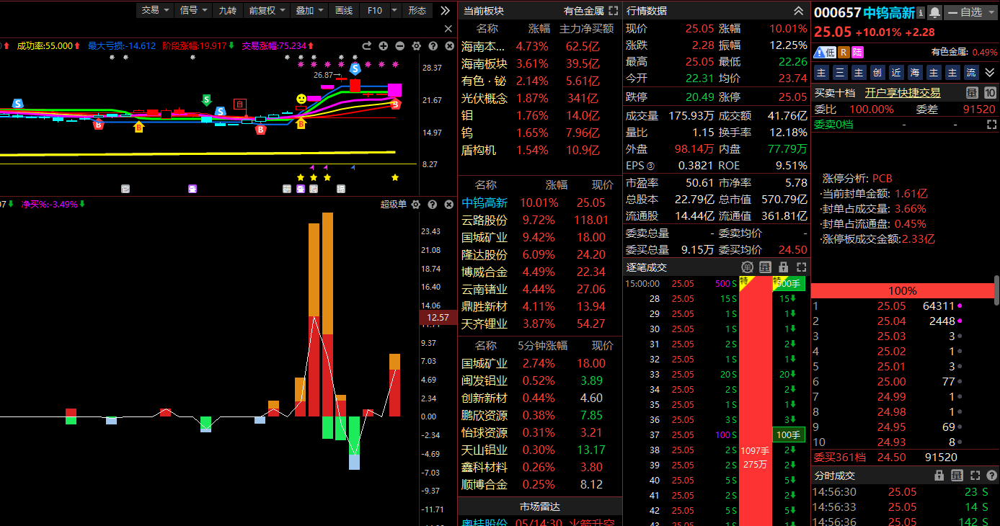 交易 信号 九转 前复权 叠加 画线 F10 形态
成功率:55.000 最大亏损:-14.612 阶段涨幅:19.917 交易涨幅:75.234
28.37
26.87
21.67
14.97
8.27
净买%:-3.49% 超级单
23.43
21.08
18.74
16.40
14.06
12.57
9.37
7.03
4.69
2.34
0.00
-2.34
-4.69
-7.03
-9.37
-11.71
当前板块 有色金属
名称 涨幅 主力净买额
海南本... 4.73% 62.5亿
海南板块 3.61% 39.5亿
有色·铋 2.14% 5.61亿
光伏概念 1.87% 341亿
钼 1.76% 14.0亿
钨 1.65% 7.96亿
盾构机 1.54% 10.9亿
名称 涨幅 现价
中钨高新 10.01% 25.05
云路股份 9.72% 118.01
国城矿业 9.42% 18.00
隆达股份 6.09% 24.20
博威合金 4.49% 22.34
云南锗业 4.44% 27.06
鼎胜新材 4.11% 13.94
天齐锂业 3.87% 54.27
名称 5分钟涨幅 现价
国城矿业 2.74% 18.00
闽发铝业 0.52% 3.89
创新新材 0.44% 4.60
鹏欣资源 0.38% 7.85
怡球资源 0.31% 3.21
天山铝业 0.30% 13.17
鑫科材料 0.26% 3.80
顺博合金 0.25% 8.12
市场雷达
奥特股份 05/14:30 火箭升空
行情数据
现价 25.05 涨幅 10.01%
涨跌 2.28 振幅 12.25%
最高 25.05 最低 22.26
今开 22.31 均价 23.74
跌停 20.49 涨停 25.05
成交量 175.93万 成交额 41.76亿
量比 1.15 换手率 12.18%
外盘 98.14万 内盘 77.79万
EPS③ 0.3821 ROE 9.51%
市盈率 50.61 市净率 5.78
总股本 22.79亿 总市值 570.79亿
流通股 14.44亿 流通值 361.81亿
委卖总量 - 委卖均价 -
委买总量 9.15万 委买均价 24.50
逐笔成交 单 量
15:00:00 25.05 500 S 特 特 500手
28 25.05 15 S 15
29 25.05 1 S 1
30 25.05 1 S 1
31 25.05 2 S 2
32 25.05 1 S 1
33 25.05 20 S 20
34 25.05 2 S 2
35 25.05 1 S 1
36 25.05 3 S 3
37 25.05 100 S 100手
38 25.05 2 S 1097手 2
39 25.05 2 S 275万 2
40 25.05 5 S 5
41 25.05 2 S 2
42 25.05 5 S 5
43 25.05 1 S 1
000657 中钨高新 自选
25.05 +10.01% +2.28
低 R 陆 有色金属: 0.49%
主 三 主 创 近 海 主 主 流
买卖十档 开户享快捷交易 量 10
委比 100.00% 委差 91520
委卖0档 - -
涨停分析: PCB
·当前封单金额: 1.61亿
·封单占成交量: 3.66%
·封单占流通盘: 0.45%
·涨停板成交金额:2.33亿
100%
1 25.05 64311
2 25.04 2448
3 25.03 3
4 25.02 1
5 25.01 3
6 25.00 77
7 24.99 1
8 24.98 1
9 24.95 69
10 24.93 8
委买361档 24.50 91520
分时成交 量
14:56:30 25.05 23 S
14:56:33 25.05 14 S
14:56:36 25.05 142 S